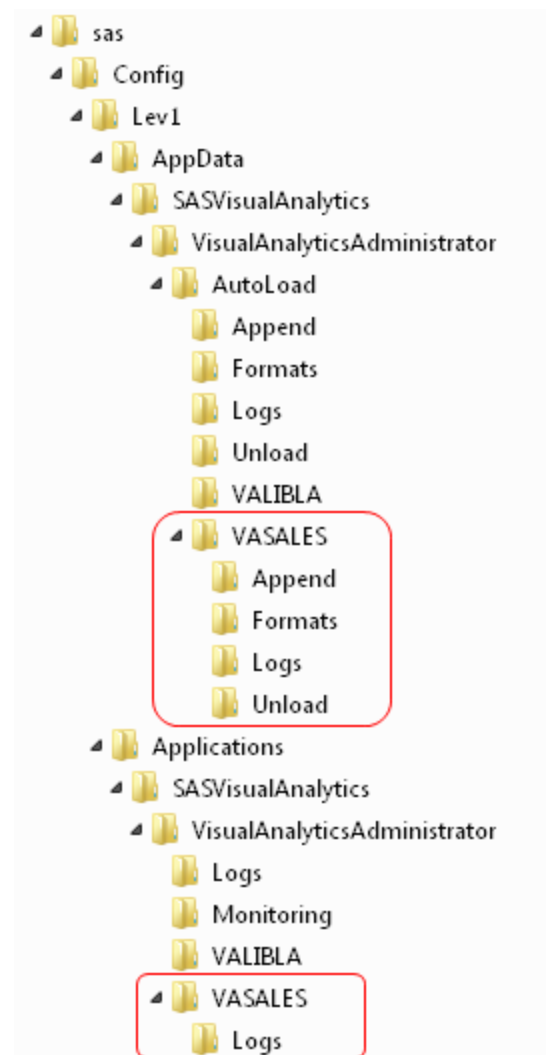 sas
Config
Lev1
AppData
SASVisualAnalytics
VisualAnalyticsAdministrator
AutoLoad
Append
Formats
Logs
Unload
VALIBLA
VASALES
Append
Formats
Logs
Unload
Applications
SASVisualAnalytics
VisualAnalyticsAdministrator
Logs
Monitoring
VALIBLA
VASALES
Logs